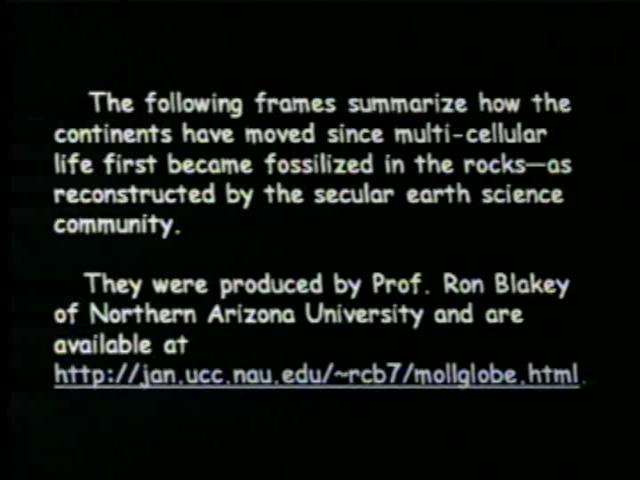 The following frames summarize how the
continents have moved since multi-cellular
life first became fossilized in the rocks—as
reconstructed by the secular earth science
community.
They were produced by Prof. Ron Blakey
of Northern Arizona University and are
available at
http://jan.ucc.nau.edu/~rcb7/mollglobe.html.